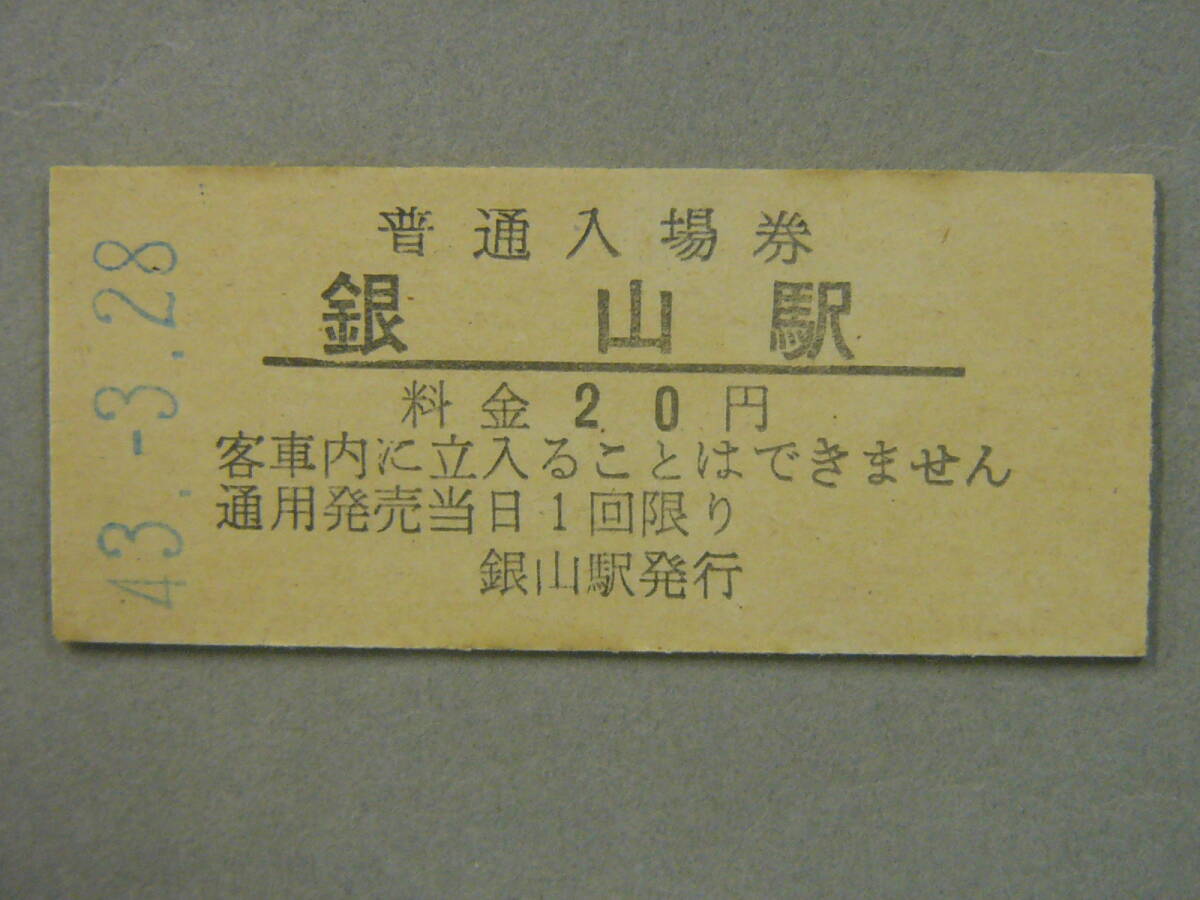 普通入場券
銀山駅
料金20円
客車内に立入ることはできません
通用発売当日1回限り
銀山駅発行
43.-3.28